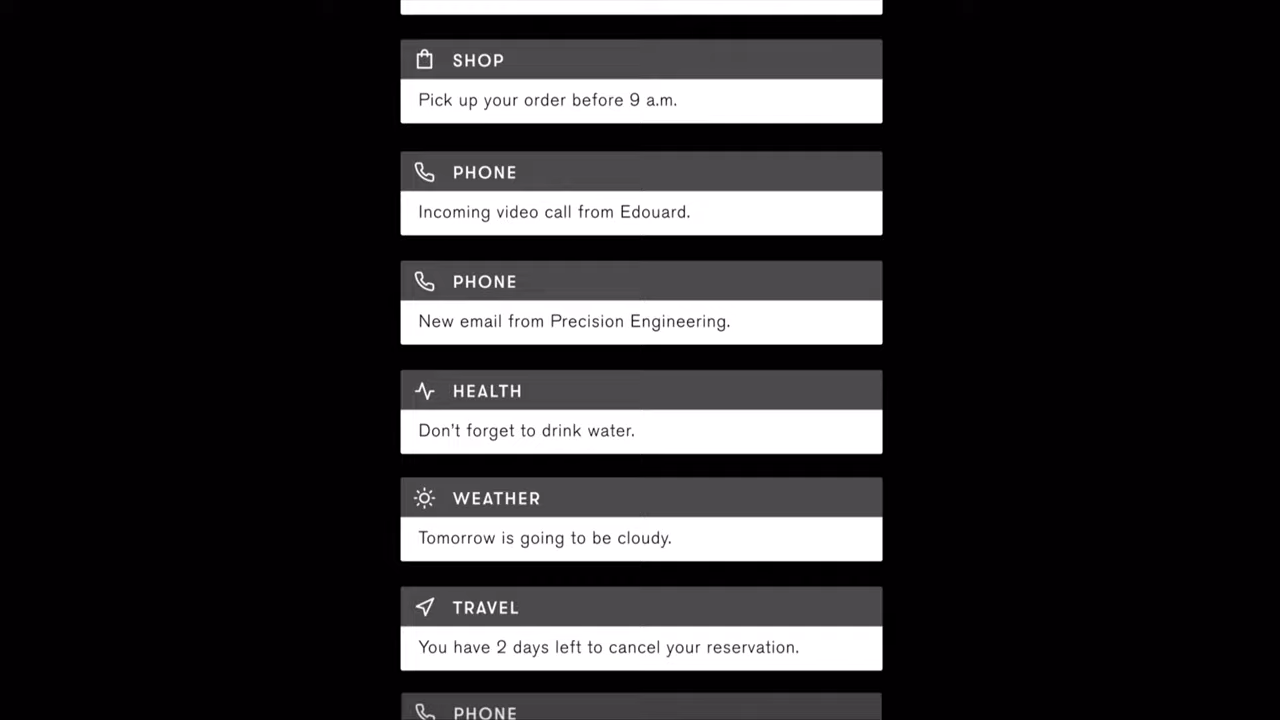 SHOP
Pick up your order before 9 a.m.
PHONE
Incoming video call from Edouard.
PHONE
New email from Precision Engineering.
HEALTH
Don't forget to drink water.
WEATHER
Tomorrow is going to be cloudy.
TRAVEL
You have 2 days left to cancel your reservation.
PHONE